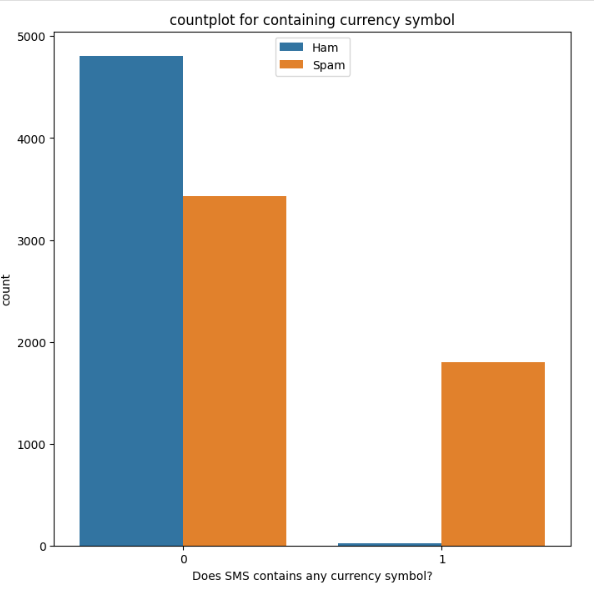 countplot for containing currency symbol
Ham
Spam
5000
4000
3000
2000
1000
0
count
0 1
Does SMS contains any currency symbol?